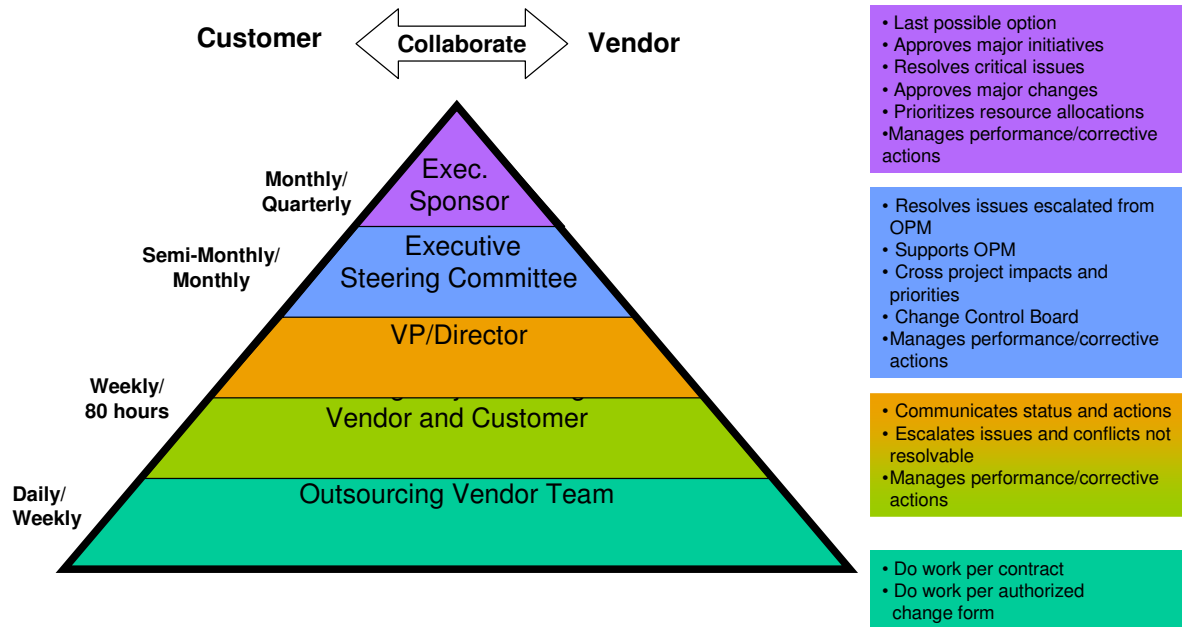 Customer
Collaborate
Vendor
Monthly/
Quarterly
Exec.
Sponsor
Semi-Monthly/
Monthly
Executive
Steering Committee
VP/Director
Weekly/
80 hours
Vendor and Customer
Daily/
Weekly
Outsourcing Vendor Team
• Last possible option
• Approves major initiatives
• Resolves critical issues
• Approves major changes
• Prioritizes resource allocations
•Manages performance/corrective
actions
• Resolves issues escalated from
OPM
• Supports OPM
• Cross project impacts and
priorities
• Change Control Board
•Manages performance/corrective
actions
• Communicates status and actions
• Escalates issues and conflicts not
resolvable
•Manages performance/corrective
actions
• Do work per contract
• Do work per authorized
change form